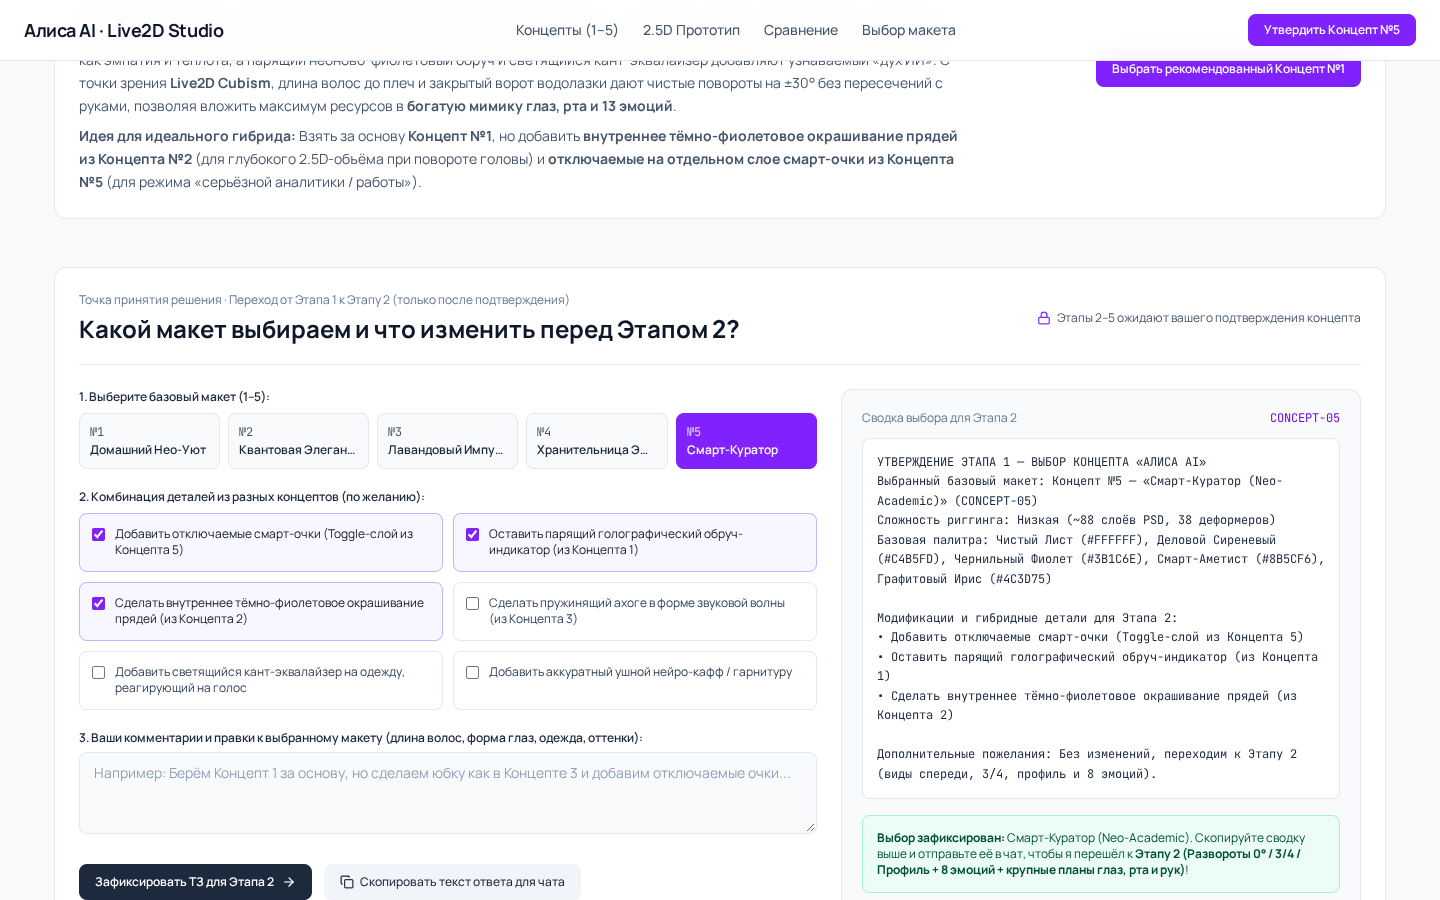 Алиса AI · Live2D Studio
Концепты (1–5)
2.5D Прототип
Сравнение
Выбор макета
Утвердить Концепт №5
точки зрения Live2D Cubism, длина волос до плеч и закрытый ворот водолазки дают чистые повороты на ±30° без пересечений с
руками, позволяя вложить максимум ресурсов в богатую мимику глаз, рта и 13 эмоций.
Выбрать рекомендованный Концепт №1
Идея для идеального гибрида: Взять за основу Концепт №1, но добавить внутреннее тёмно-фиолетовое окрашивание прядей
из Концепта №2 (для глубокого 2.5D-объёма при повороте головы) и отключаемые на отдельном слое смарт-очки из Концепта
№5 (для режима «серьёзной аналитики / работы»).
Точка принятия решения · Переход от Этапа 1 к Этапу 2 (только после подтверждения)
Какой макет выбираем и что изменить перед Этапом 2?
Этапы 2–5 ожидают вашего подтверждения концепта
1. Выберите базовый макет (1–5):
№1
Домашний Нео-Уют
№2
Квантовая Элеган...
№3
Лавандовый Импу...
№4
Хранительница Э...
№5
Смарт-Куратор
2. Комбинация деталей из разных концептов (по желанию):
Добавить отключаемые смарт-очки (Toggle-слой из
Концепта 5)
Оставить парящий голографический обруч-
индикатор (из Концепта 1)
Сделать внутреннее тёмно-фиолетовое окрашивание
прядей (из Концепта 2)
Сделать пружинящий ахоге в форме звуковой волны
(из Концепта 3)
Добавить светящийся кант-эквалайзер на одежду,
реагирующий на голос
Добавить аккуратный ушной нейро-кафф / гарнитуру
3. Ваши комментарии и правки к выбранному макету (длина волос, форма глаз, одежда, оттенки):
Например: Берём Концепт 1 за основу, но сделаем юбку как в Концепте 3 и добавим отключаемые очки...
Зафиксировать ТЗ для Этапа 2
Скопировать текст ответа для чата
Сводка выбора для Этапа 2
CONCEPT-05
УТВЕРЖДЕНИЕ ЭТАПА 1 — ВЫБОР КОНЦЕПТА «АЛИСА AI»
Выбранный базовый макет: Концепт №5 — «Смарт-Куратор (Neo-
Academic)» (CONCEPT-05)
Сложность риггинга: Низкая (~88 слоёв PSD, 38 деформеров)
Базовая палитра: Чистый Лист (#FFFFFF), Деловой Сиреневый
(#C4B5FD), Чернильный Фиолет (#3B1C6E), Смарт-Аметист (#8B5CF6),
Графитовый Ирис (#4C3D75)
Модификации и гибридные детали для Этапа 2:
• Добавить отключаемые смарт-очки (Toggle-слой из Концепта 5)
• Оставить парящий голографический обруч-индикатор (из Концепта
1)
• Сделать внутреннее тёмно-фиолетовое окрашивание прядей (из
Концепта 2)
Дополнительные пожелания: Без изменений, переходим к Этапу 2
(виды спереди, 3/4, профиль и 8 эмоций).
Выбор зафиксирован: Смарт-Куратор (Neo-Academic). Скопируйте сводку
выше и отправьте её в чат, чтобы я перешёл к Этапу 2 (Развороты 0° / 3/4 /
Профиль + 8 эмоций + крупные планы глаз, рта и рук)!